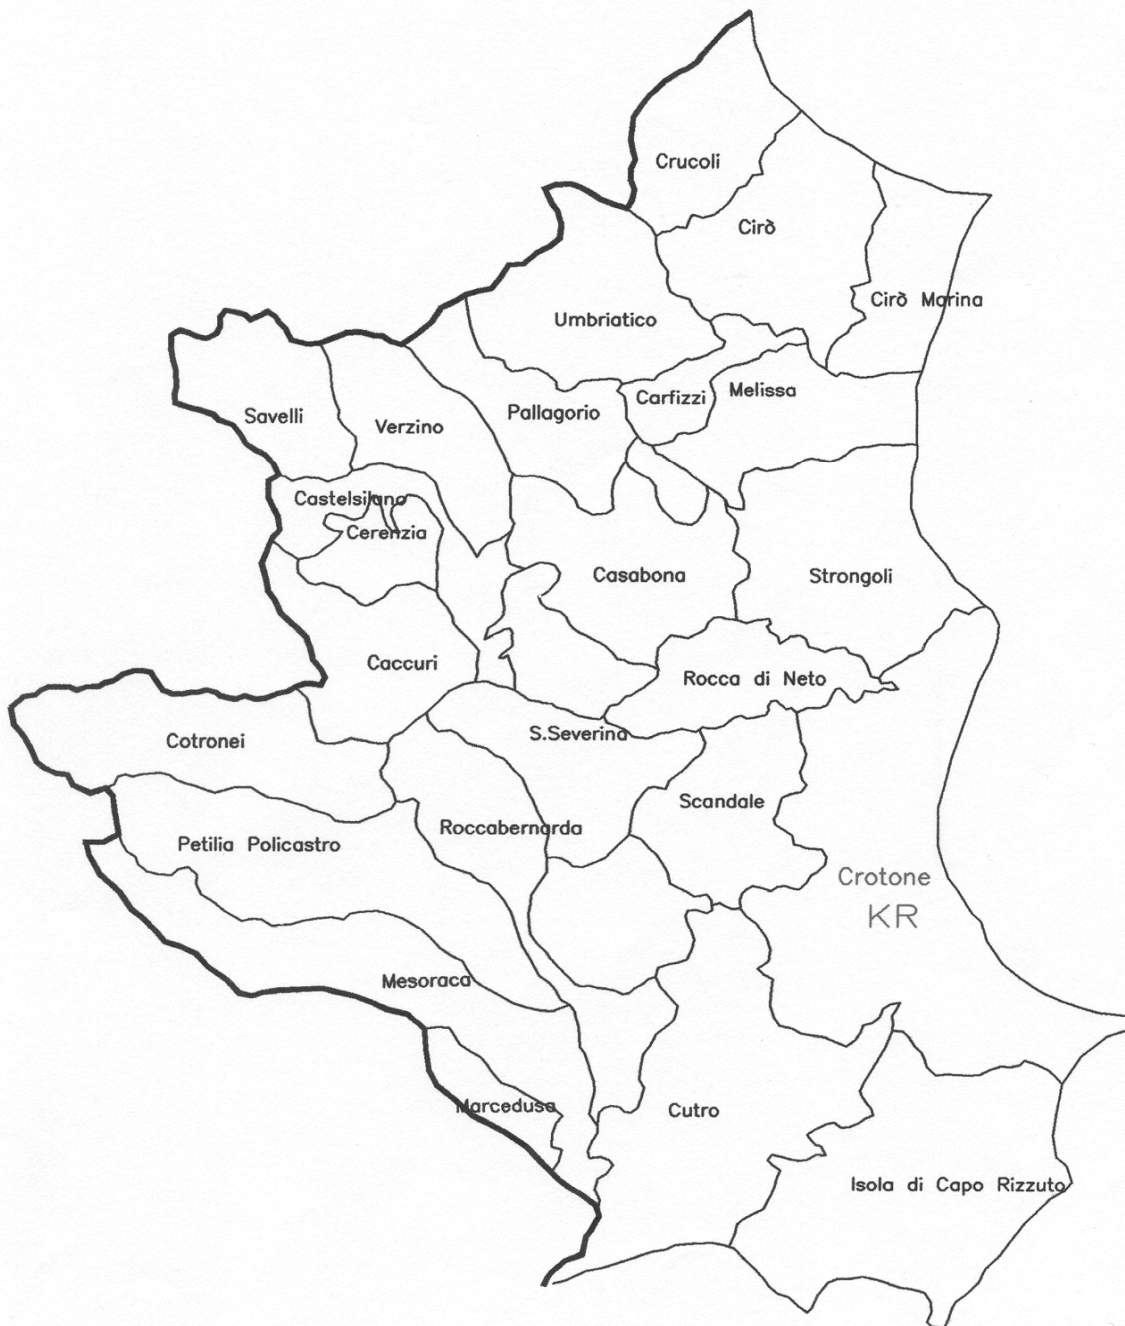 Crucoli
Cirò
Cirò Marina
Umbriatico
Carfizzi
Melissa
Pallagorio
Savelli
Verzino
Castelsilano
Cerenzia
Casabona
Strongoli
Caccuri
Rocca di Neto
S.Severina
Cotronei
Scandale
Roccabernarda
Petilia Policastro
Crotone
KR
Mesoraca
Marcedusa
Cutro
Isola di Capo Rizzuto